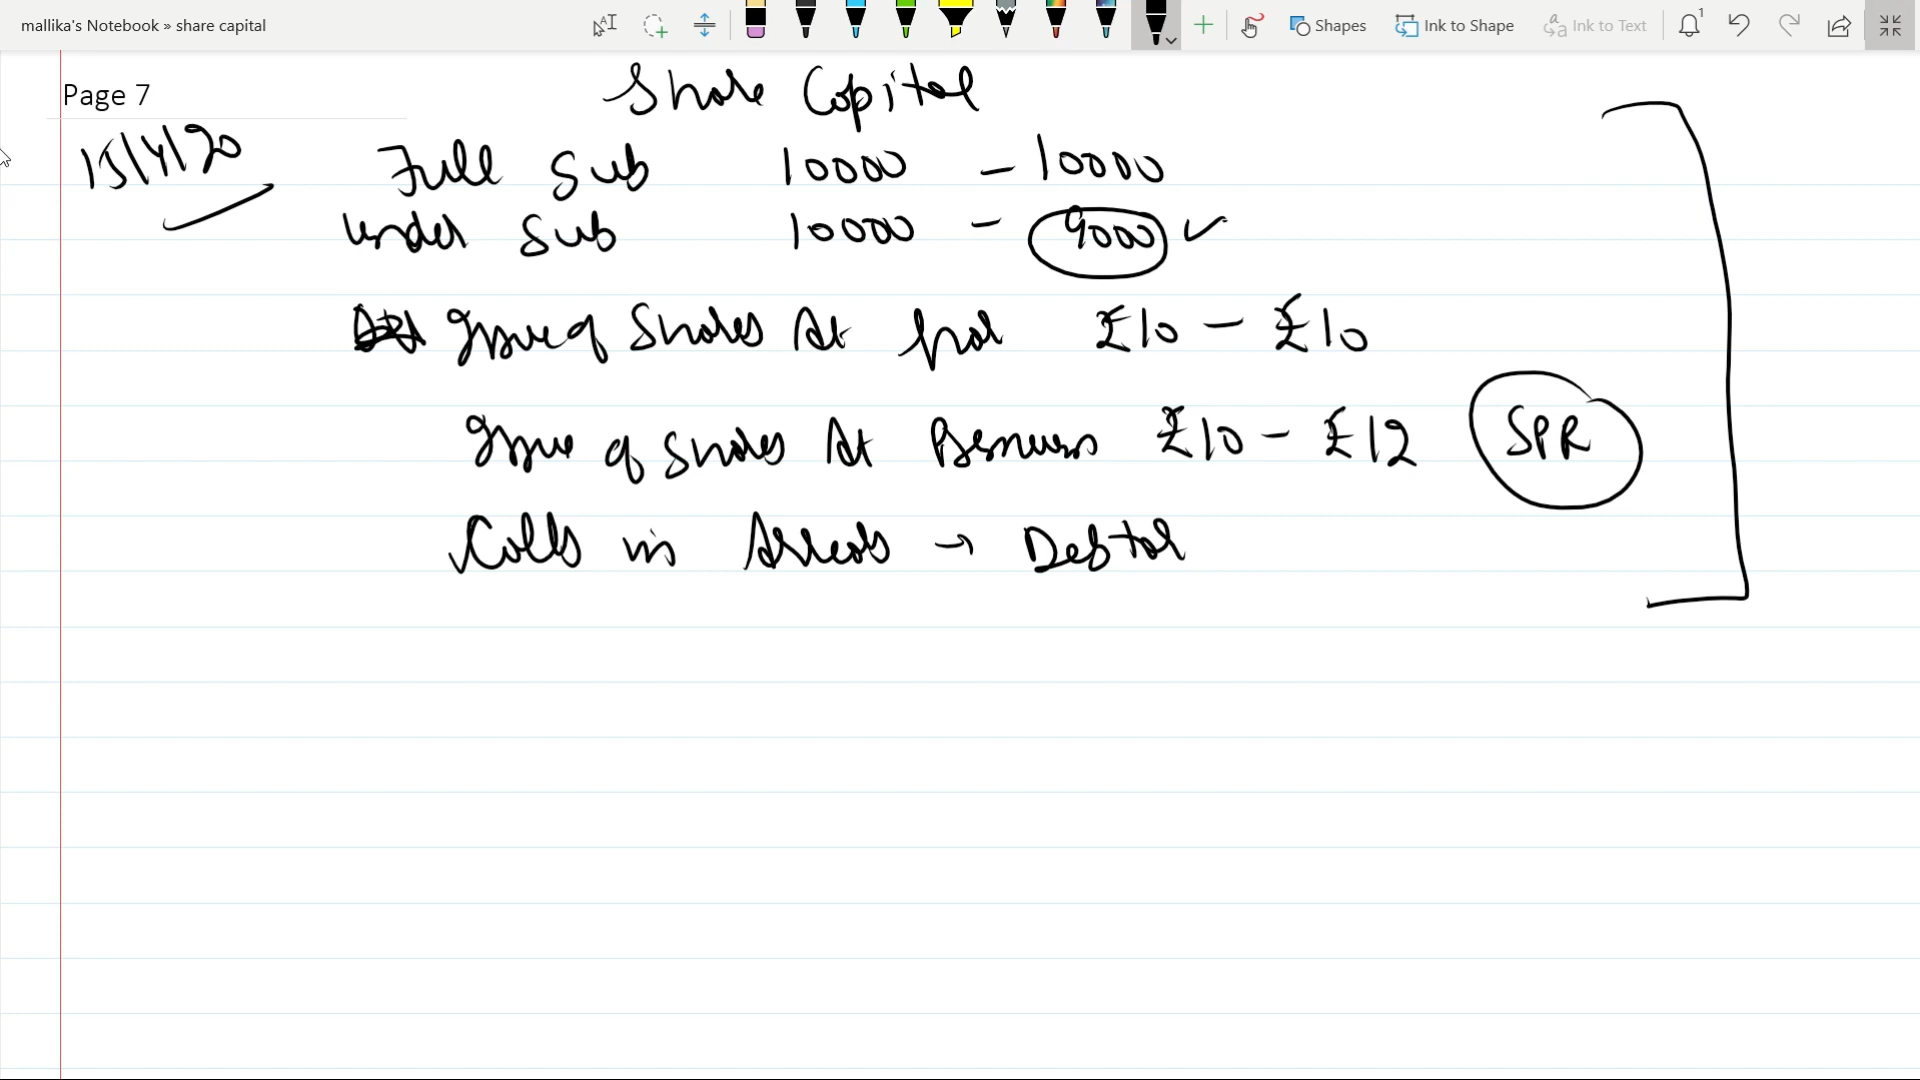 mallika's Notebook » share capital
Shapes Ink to Shape Ink to Text 1
Page 7
Share Capital
15/4/20
Full Sub 10000 - 10000
under Sub 10000 - 9000 ✓
Issue of Shares At par £10 - £10
Issue of Shares At Premium £10 - £12 SPR
Calls in Arrears → Debtor